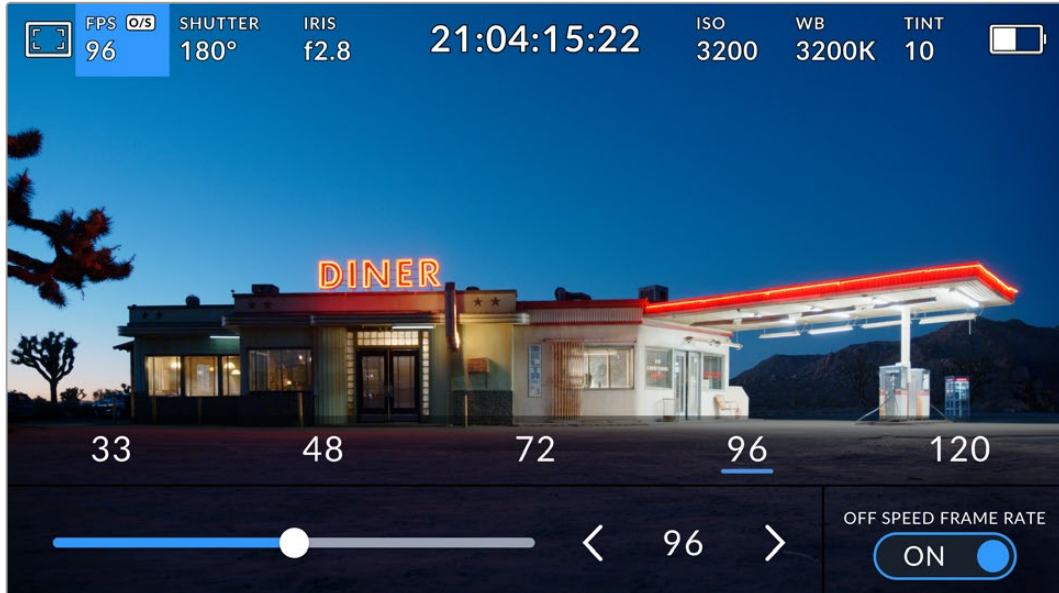 FPS O/S
96
SHUTTER
180°
IRIS
f2.8
21:04:15:22
ISO
3200
WB
3200K
TINT
10
DINER
33 48 72 96 120
96
OFF SPEED FRAME RATE
ON